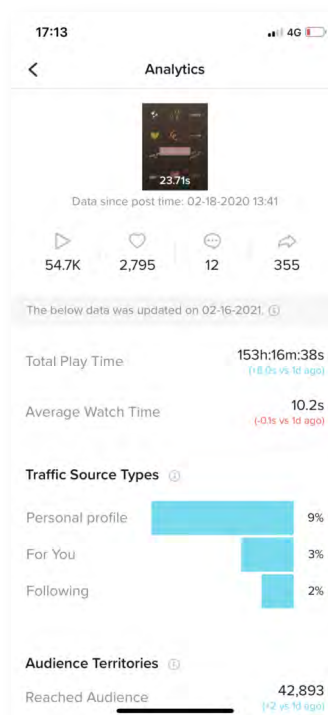 17:13
4G
Analytics
23.71s
Data since post time: 02-18-2020 13:41
54.7K 2,795 12 355
The below data was updated on 02-16-2021.
Total Play Time 153h:16m:38s
(+8.0s vs 1d ago)
Average Watch Time 10.2s
(-0.1s vs 1d ago)
Traffic Source Types
Personal profile 9%
For You 3%
Following 2%
Audience Territories
Reached Audience 42,893
(+2 vs 1d ago)